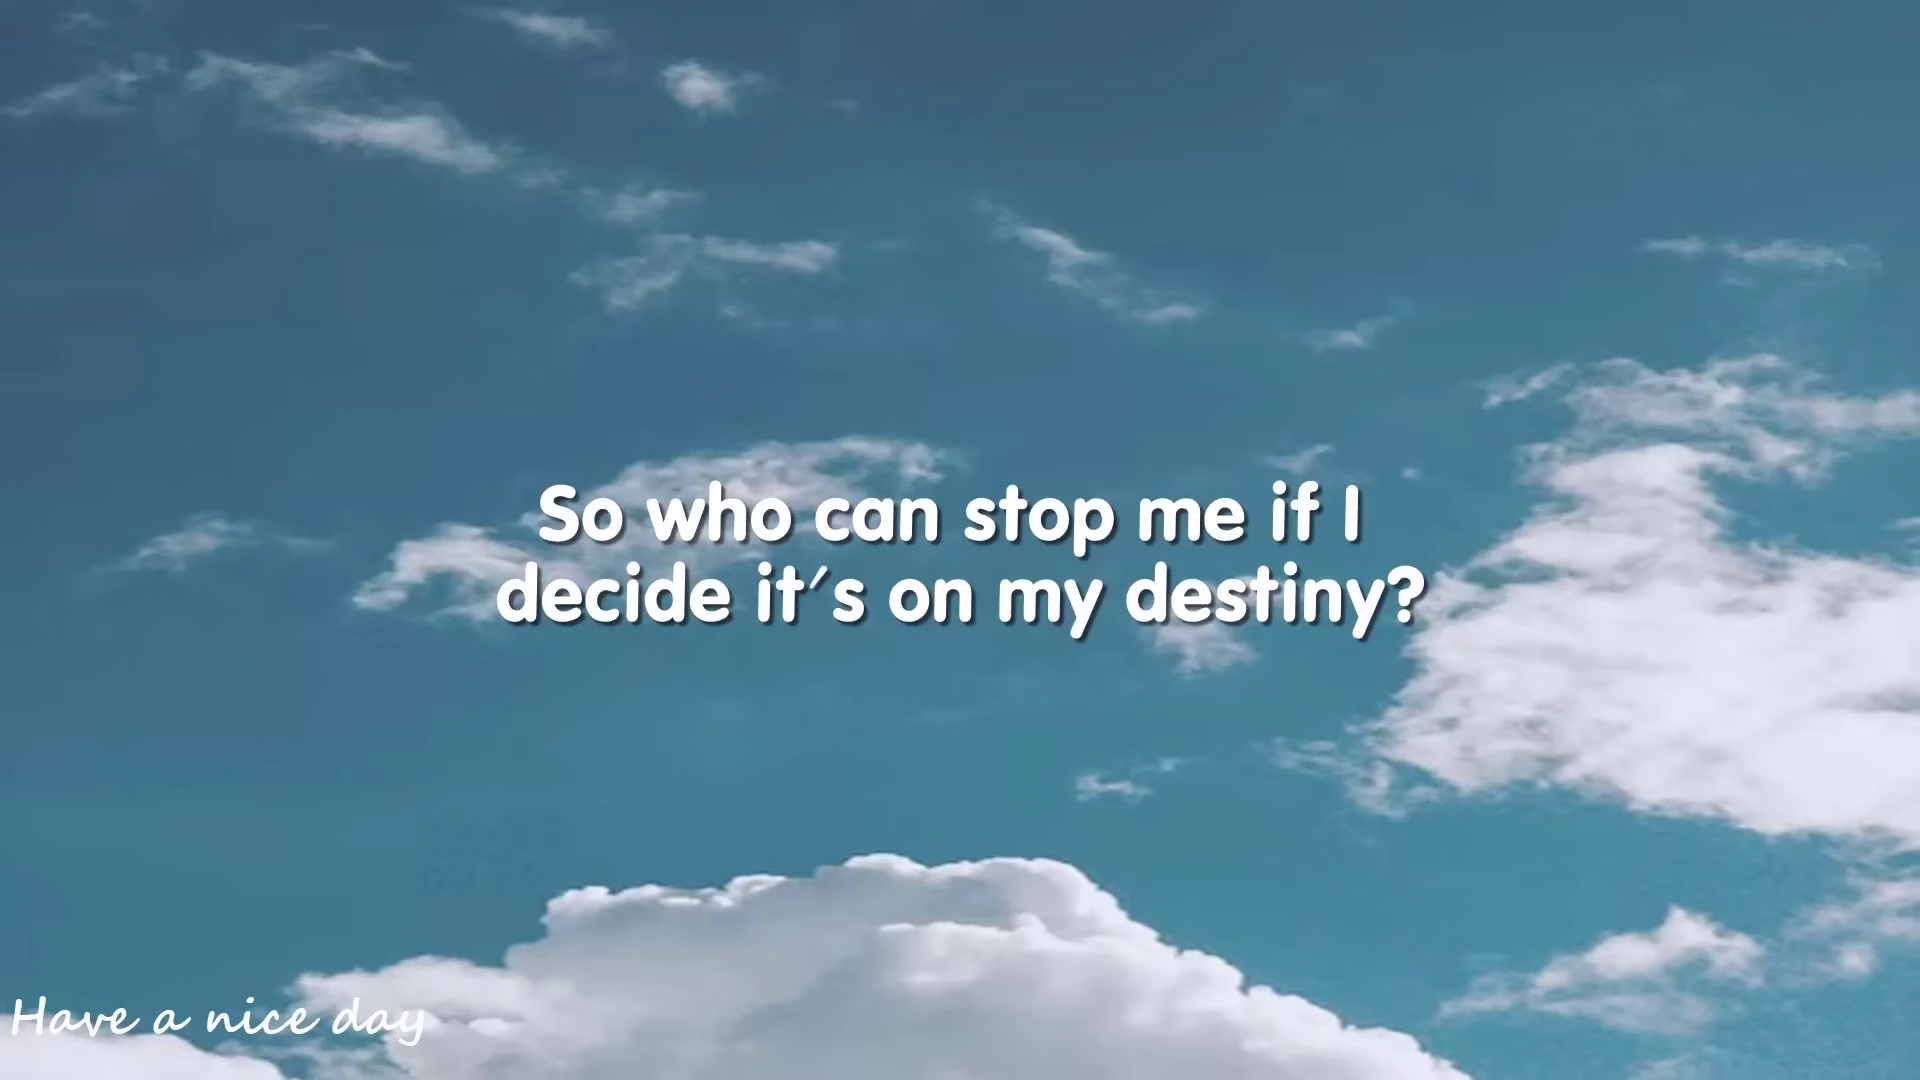 So who can stop me if I
decide it's on my destiny?
Have a nice day